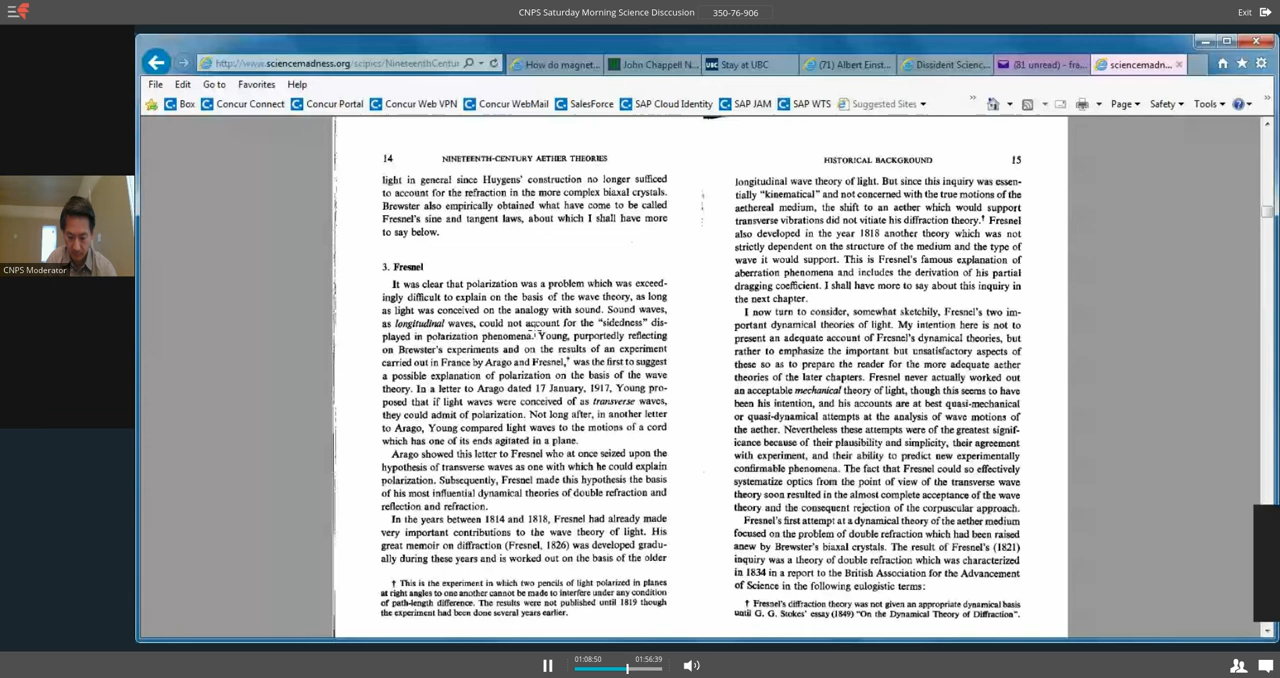 CNPS Saturday Morning Science Disccusion
350-76-906
Exit
http://www.sciencemadness.org/scipics/NineteenthCentur
How do magnet...
John Chappell N...
UBC Stay at UBC
(71) Albert Einst...
Dissident Scienc...
(81 unread) - fra...
sciencemadn...
File Edit Go to Favorites Help
Box
Concur Connect
Concur Portal
Concur Web VPN
Concur WebMail
SalesForce
SAP Cloud Identity
SAP JAM
SAP WTS
Suggested Sites
Page
Safety
Tools
CNPS Moderator
14 NINETEENTH-CENTURY AETHER THEORIES
light in general since Huygens' construction no longer sufficed
to account for the refraction in the more complex biaxal crystals.
Brewster also empirically obtained what have come to be called
Fresnel's sine and tangent laws, about which I shall have more
to say below.
3. Fresnel
It was clear that polarization was a problem which was exceed-
ingly difficult to explain on the basis of the wave theory, as long
as light was conceived on the analogy with sound. Sound waves,
as longitudinal waves, could not account for the "sidedness" dis-
played in polarization phenomena. Young, purportedly reflecting
on Brewster's experiments and on the results of an experiment
carried out in France by Arago and Fresnel,† was the first to suggest
a possible explanation of polarization on the basis of the wave
theory. In a letter to Arago dated 17 January, 1917, Young pro-
posed that if light waves were conceived of as transverse waves,
they could admit of polarization. Not long after, in another letter
to Arago, Young compared light waves to the motions of a cord
which has one of its ends agitated in a plane.
Arago showed this letter to Fresnel who at once seized upon the
hypothesis of transverse waves as one with which he could explain
polarization. Subsequently, Fresnel made this hypothesis the basis
of his most influential dynamical theories of double refraction and
reflection and refraction.
In the years between 1814 and 1818, Fresnel had already made
very important contributions to the wave theory of light. His
great memoir on diffraction (Fresnel, 1826) was developed gradu-
ally during these years and is worked out on the basis of the older
† This is the experiment in which two pencils of light polarized in planes
at right angles to one another cannot be made to interfere under any condition
of path-length difference. The results were not published until 1819 though
the experiment had been done several years earlier.
HISTORICAL BACKGROUND 15
longitudinal wave theory of light. But since this inquiry was essen-
tially "kinematical" and not concerned with the true motions of the
aethereal medium, the shift to an aether which would support
transverse vibrations did not vitiate his diffraction theory.† Fresnel
also developed in the year 1818 another theory which was not
strictly dependent on the structure of the medium and the type of
wave it would support. This is Fresnel's famous explanation of
aberration phenomena and includes the derivation of his partial
dragging coefficient. I shall have more to say about this inquiry in
the next chapter.
I now turn to consider, somewhat sketchily, Fresnel's two im-
portant dynamical theories of light. My intention here is not to
present an adequate account of Fresnel's dynamical theories, but
rather to emphasize the important but unsatisfactory aspects of
these so as to prepare the reader for the more adequate aether
theories of the later chapters. Fresnel never actually worked out
an acceptable mechanical theory of light, though this seems to have
been his intention, and his accounts are at best quasi-mechanical
or quasi-dynamical attempts at the analysis of wave motions of
the aether. Nevertheless these attempts were of the greatest signif-
icance because of their plausibility and simplicity, their agreement
with experiment, and their ability to predict new experimentally
confirmable phenomena. The fact that Fresnel could so effectively
systematize optics from the point of view of the transverse wave
theory soon resulted in the almost complete acceptance of the wave
theory and the consequent rejection of the corpuscular approach.
Fresnel's first attempt at a dynamical theory of the aether medium
focused on the problem of double refraction which had been raised
anew by Brewster's biaxal crystals. The result of Fresnel's (1821)
inquiry was a theory of double refraction which was characterized
in 1834 in a report to the British Association for the Advancement
of Science in the following eulogistic terms:
† Fresnel's diffraction theory was not given an appropriate dynamical basis
until G. G. Stokes' essay (1849) "On the Dynamical Theory of Diffraction".
01:08:50
01:56:39